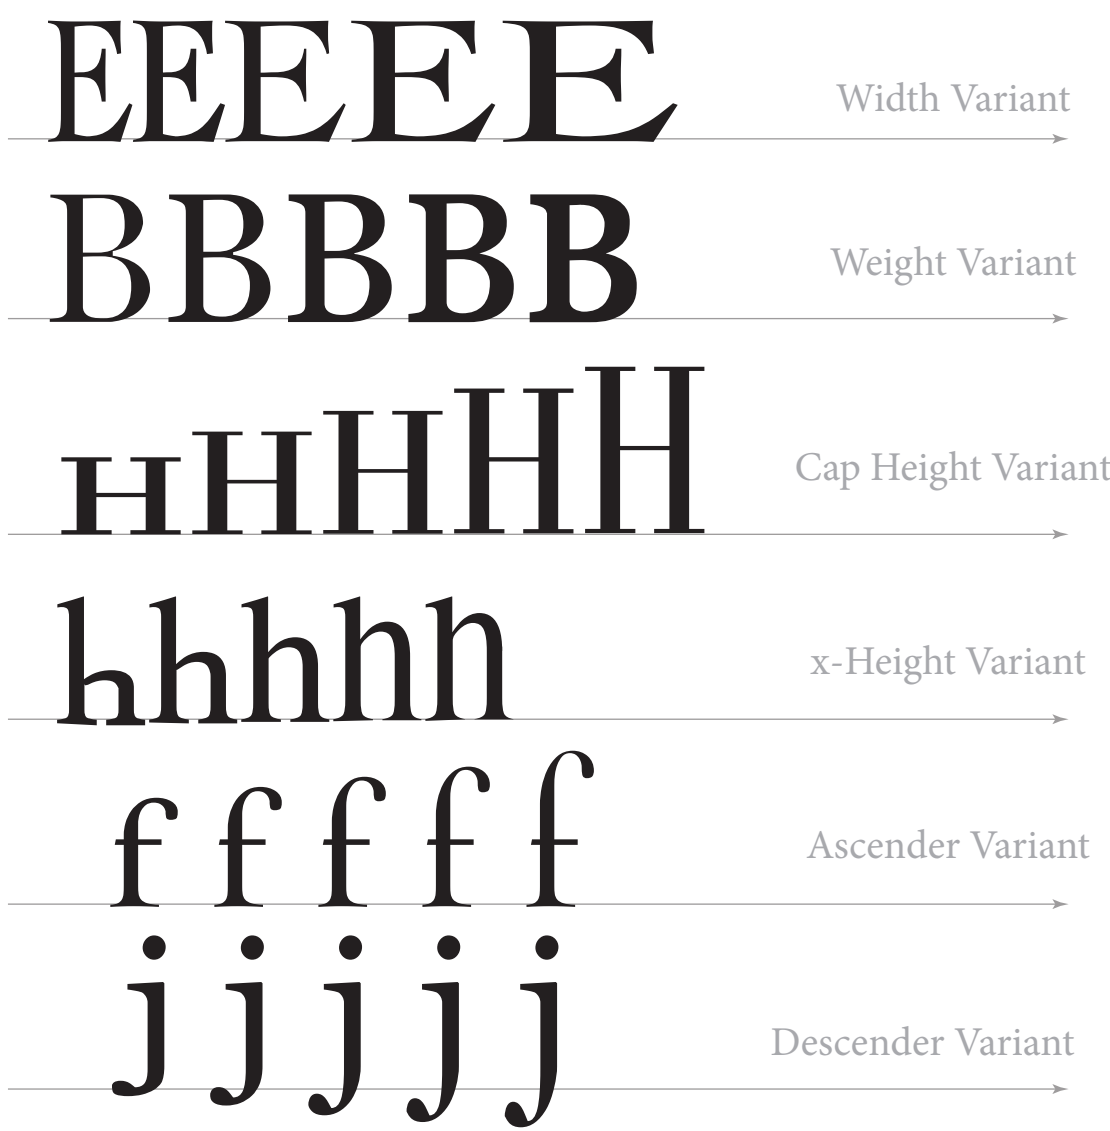 EEEEE
Width Variant
BBBBB
Weight Variant
HHHHH
Cap Height Variant
hhhhh
x-Height Variant
fffff
Ascender Variant
jjjjj
Descender Variant